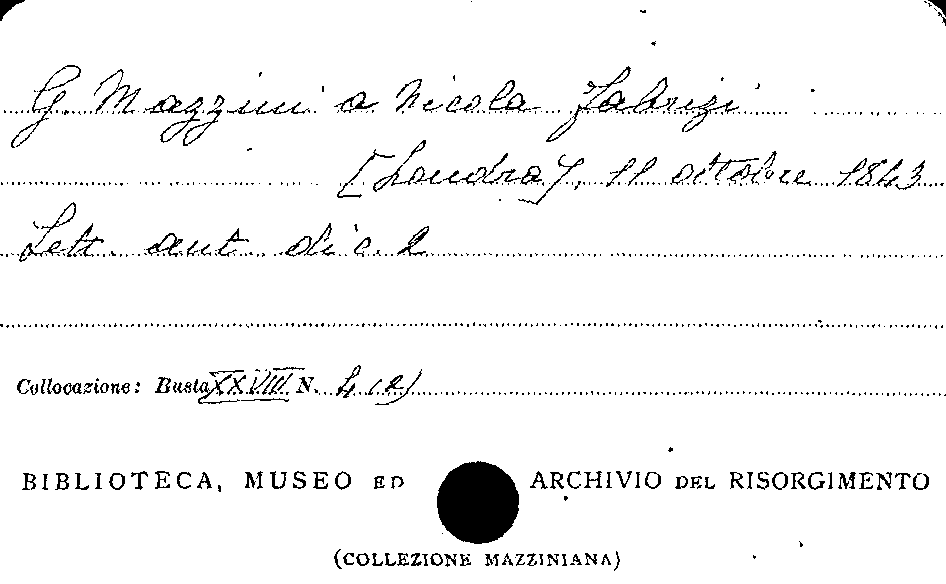 G. Mazzini a Nicola Fabrizi
[Londra], 11 ottobre 1843
Lett. aut. di c. 2
Collocazione: Busta XXVIII N. 4 (2)
BIBLIOTECA, MUSEO ED ARCHIVIO DEL RISORGIMENTO
(COLLEZIONE MAZZINIANA)